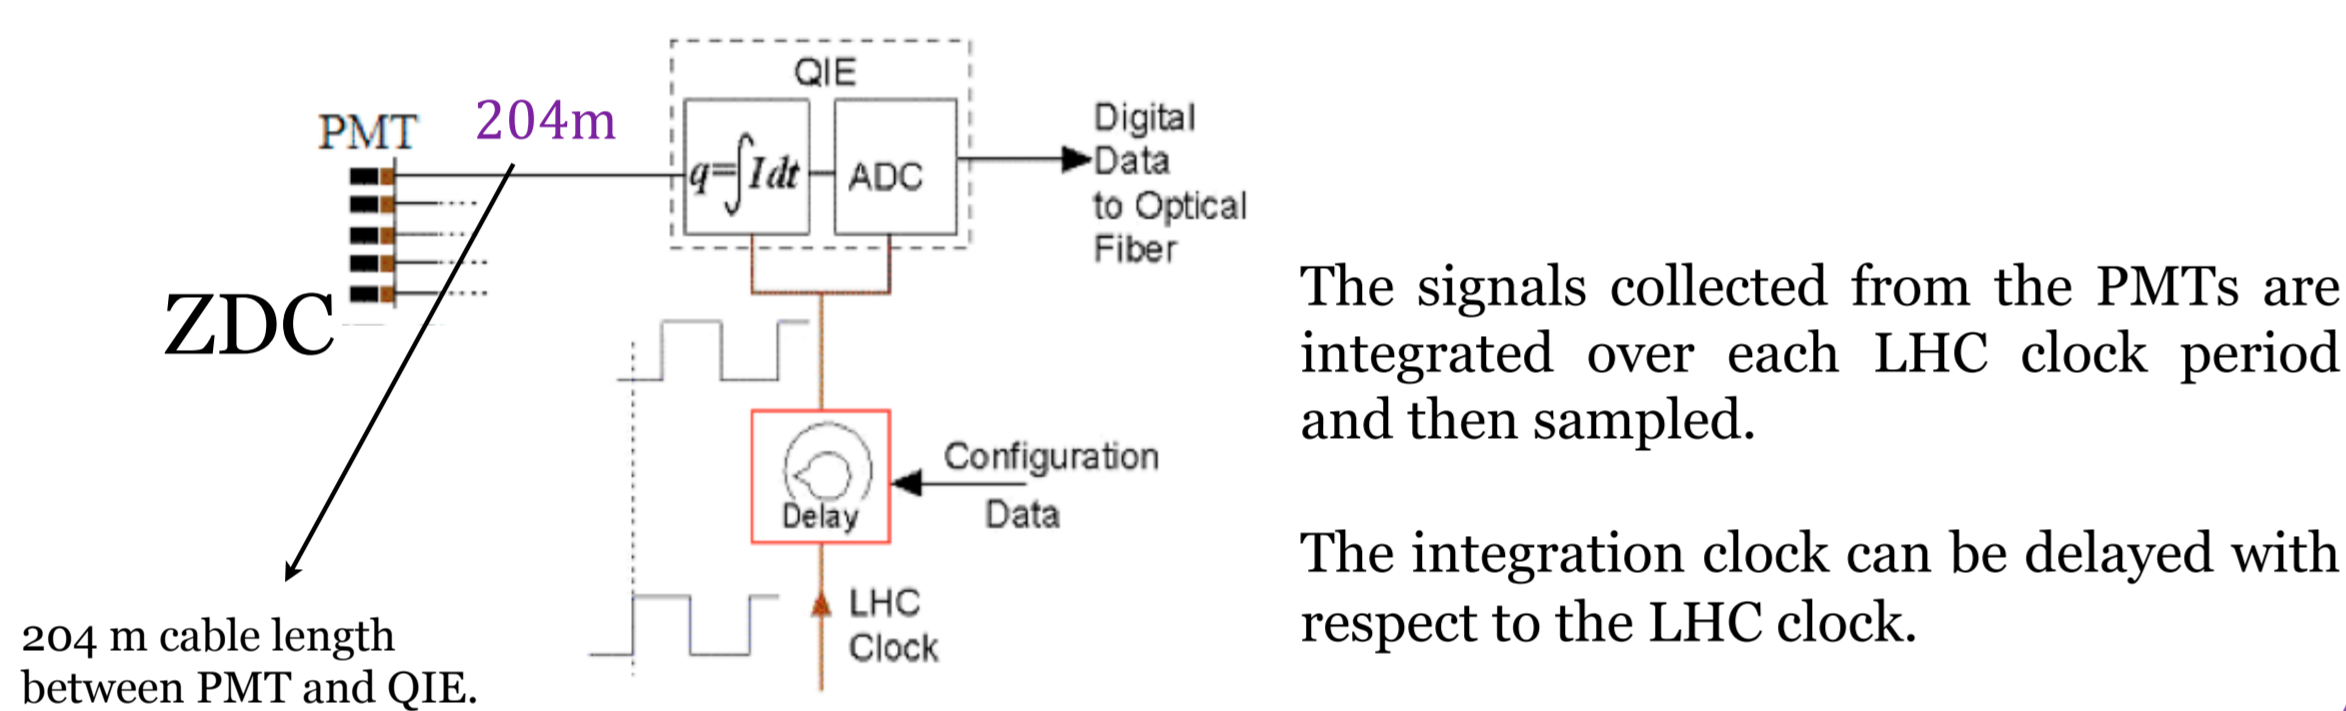 QIE
PMT
204m
q=∫Idt
ADC
Digital
Data
to Optical
Fiber
ZDC
Configuration
Data
Delay
LHC
Clock
204 m cable length
between PMT and QIE.
The signals collected from the PMTs are
integrated over each LHC clock period
and then sampled.
The integration clock can be delayed with
respect to the LHC clock.